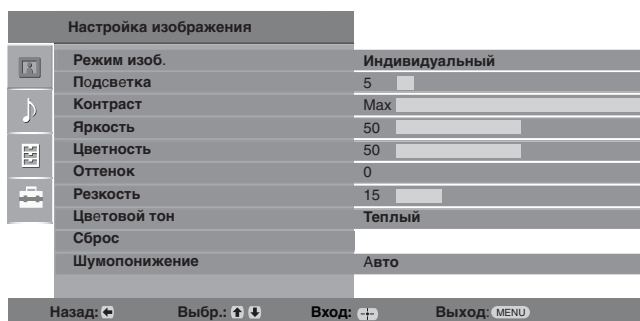 Настройка изображения
Режим изоб. Индивидуальный
Подсветка 5
Контраст Max
Яркость 50
Цветность 50
Оттенок 0
Резкость 15
Цветовой тон Теплый
Сброс
Шумопонижение Авто
Назад: Выбр.: Вход: Выход: MENU